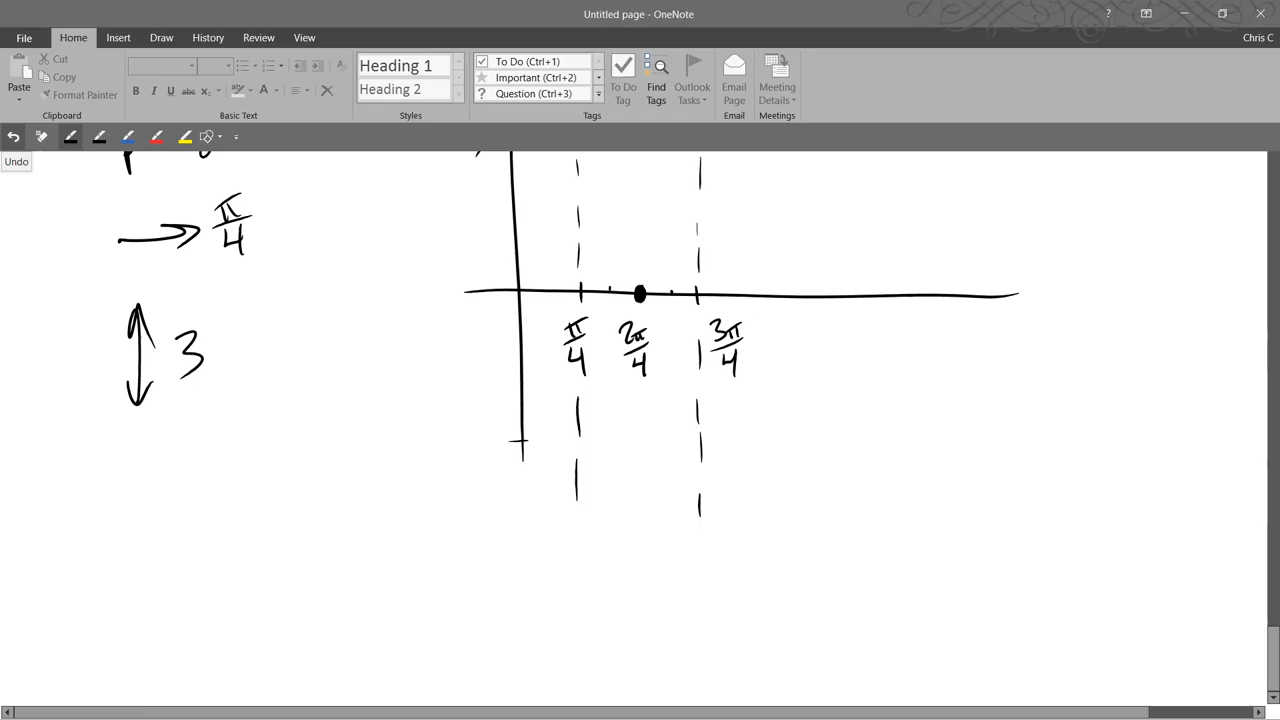 Untitled page - OneNote
?
File Home Insert Draw History Review View
Chris C
Paste
Cut
Copy
Format Painter
Clipboard
B I U abc x₂
A
Basic Text
Heading 1
Heading 2
Styles
To Do (Ctrl+1)
Important (Ctrl+2)
? Question (Ctrl+3)
To Do Tag
Find Tags
Outlook Tasks
Tags
Email Page
Email
Meeting Details
Meetings
Undo
π/4
3
π/4 2π/4 3π/4